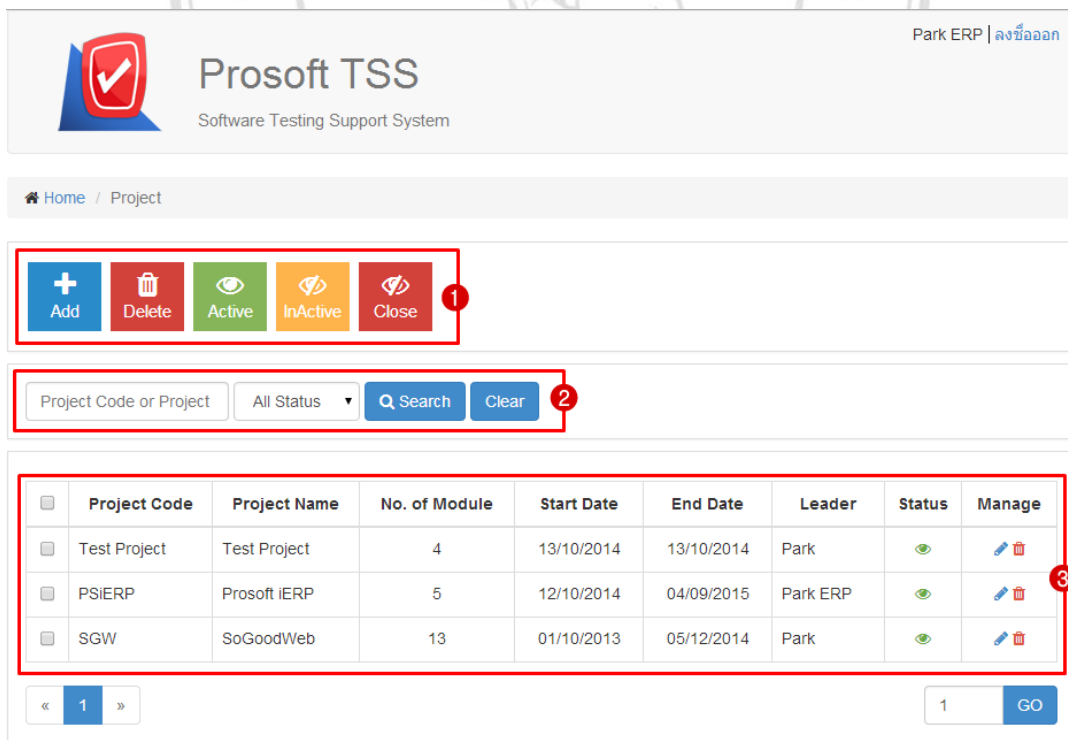 Park ERP | ลงชื่อออก
Prosoft TSS
Software Testing Support System
Home / Project
Add Delete Active InActive Close 1
Project Code or Project All Status Search Clear 2
Project Code Project Name No. of Module Start Date End Date Leader Status Manage
Test Project Test Project 4 13/10/2014 13/10/2014 Park
3
PSiERP Prosoft iERP 5 12/10/2014 04/09/2015 Park ERP
SGW SoGoodWeb 13 01/10/2013 05/12/2014 Park
« 1 » 1 GO